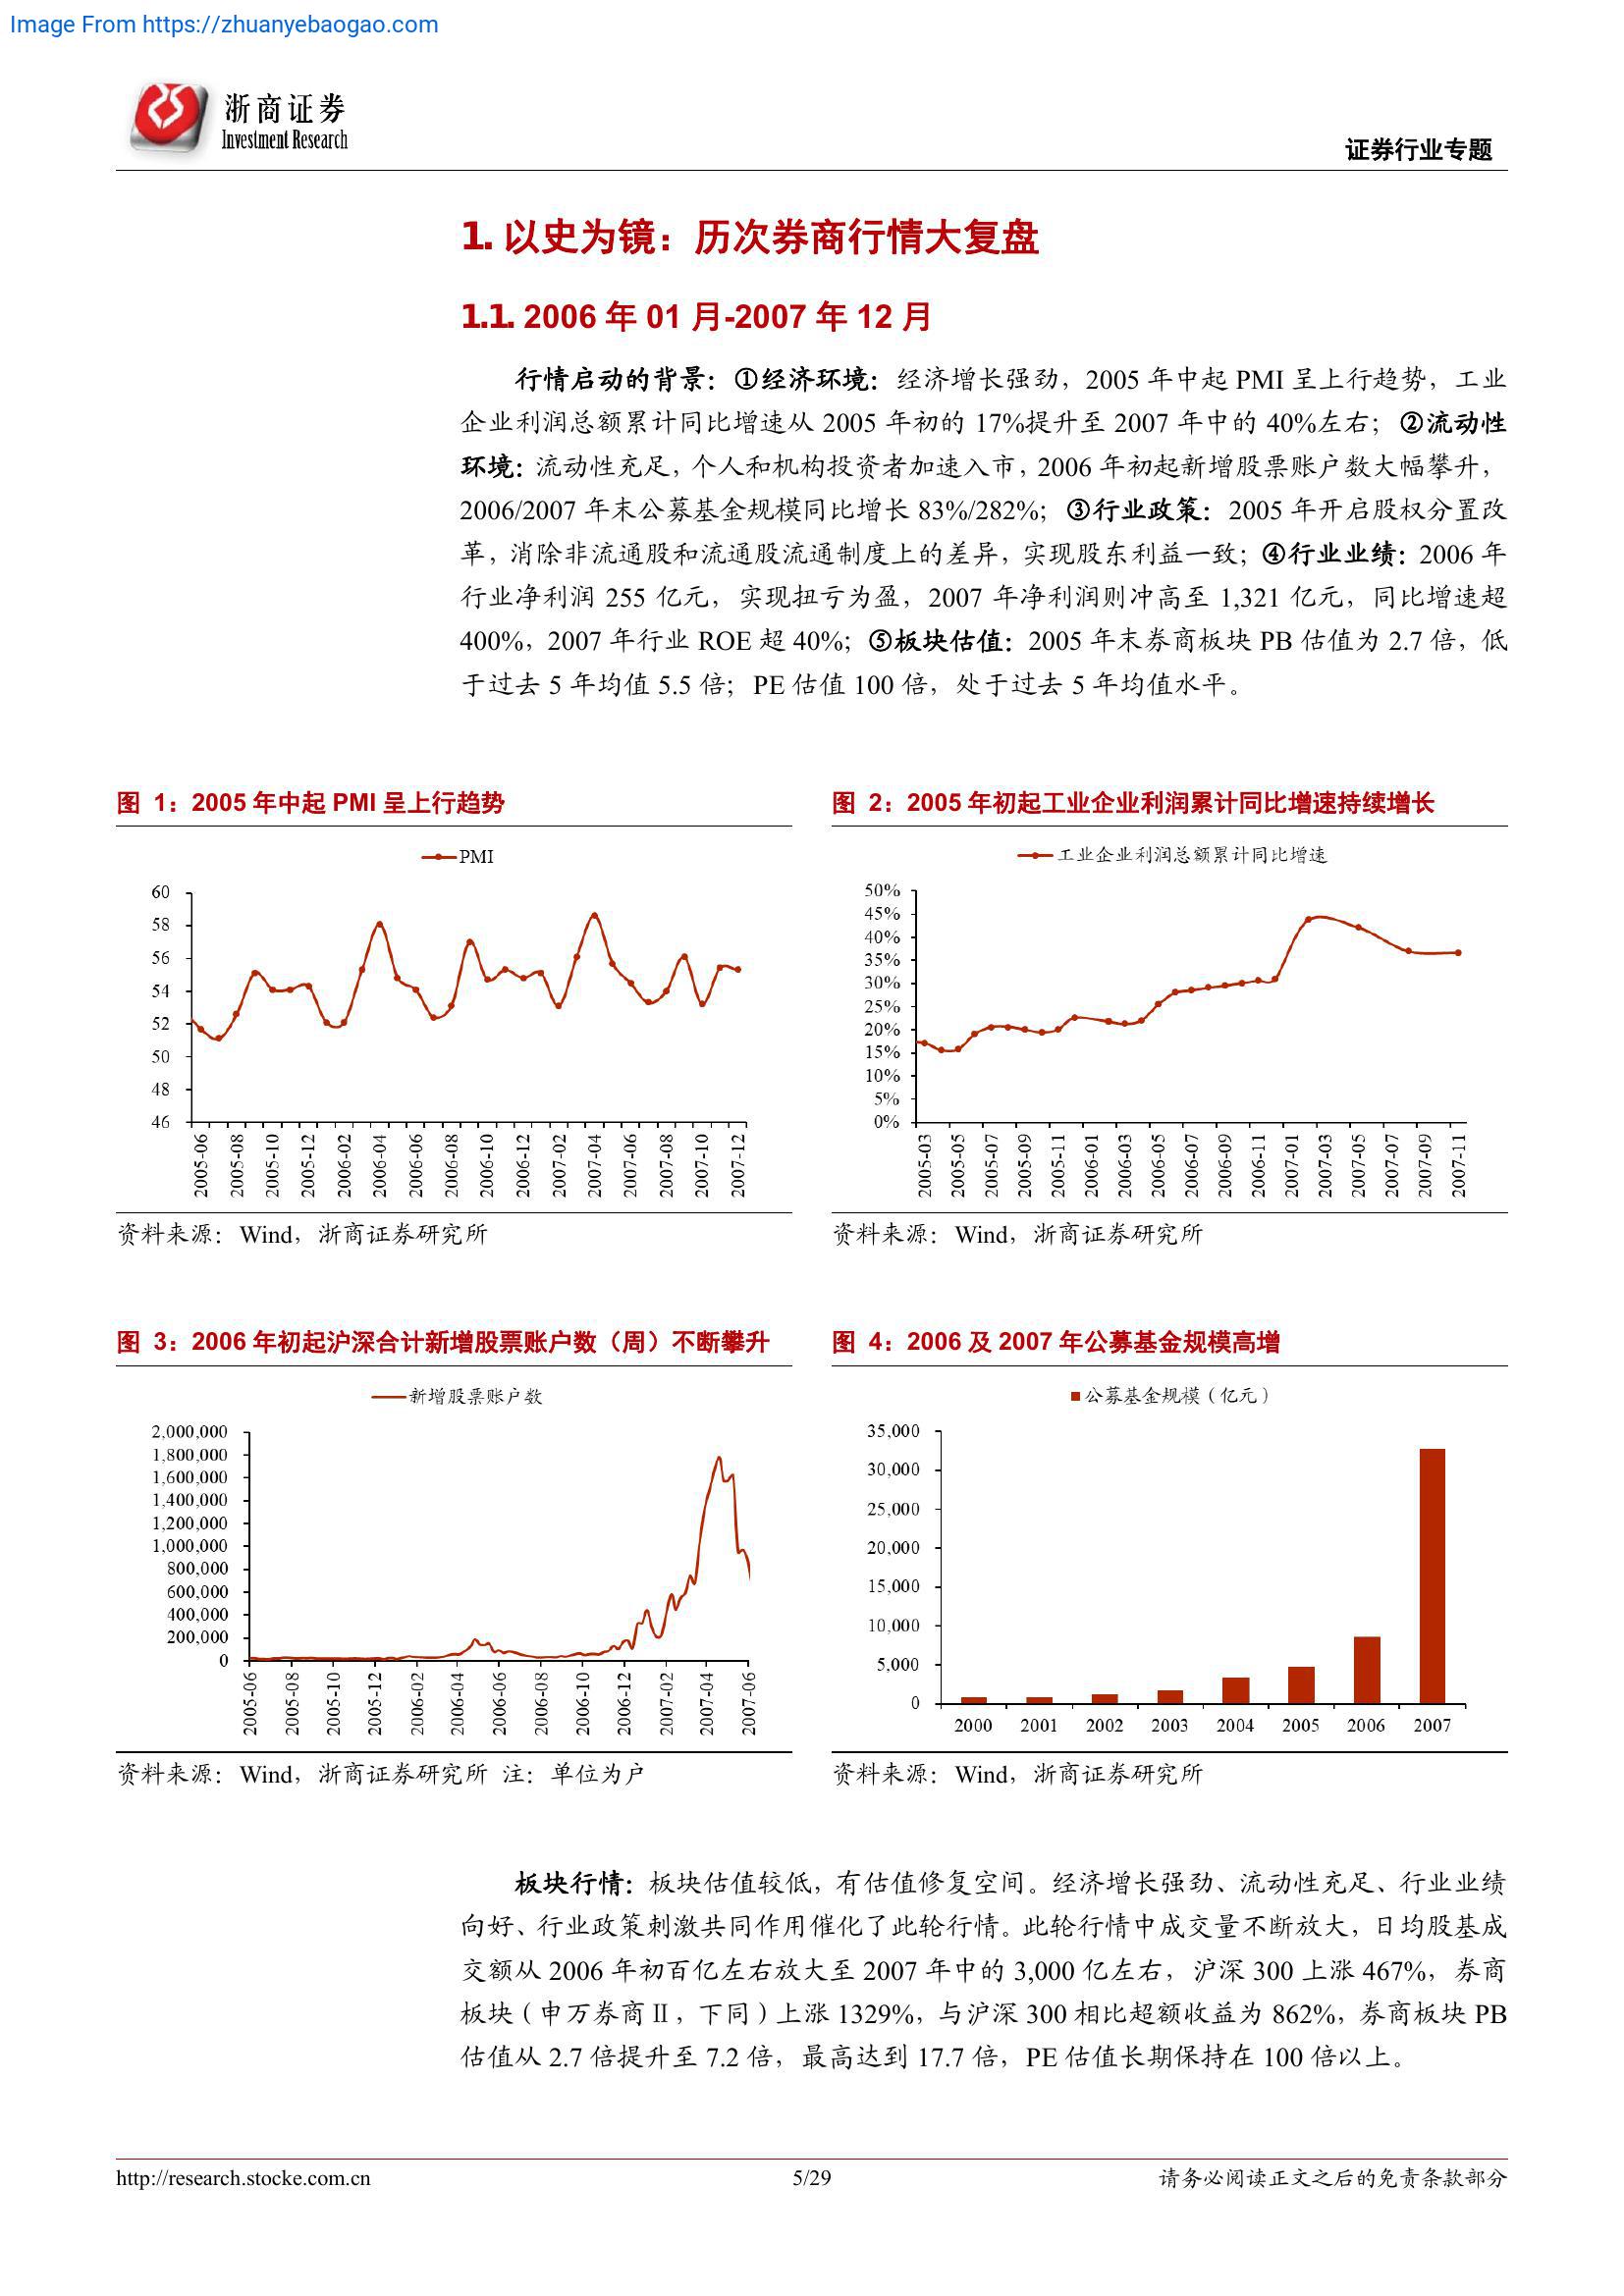 Image From https://zhuanyebaogao.com
浙商证券
Investment Research
证券行业专题
1. 以史为镜：历次券商行情大复盘
1.1. 2006 年 01 月-2007 年 12 月
行情启动的背景：①经济环境：经济增长强劲，2005 年中起 PMI 呈上行趋势，工业
企业利润总额累计同比增速从 2005 年初的 17%提升至 2007 年中的 40%左右；②流动性
环境：流动性充足，个人和机构投资者加速入市，2006 年初起新增股票账户数大幅攀升，
2006/2007 年末公募基金规模同比增长 83%/282%；③行业政策：2005 年开启股权分置改
革，消除非流通股和流通股流通制度上的差异，实现股东利益一致；④行业业绩：2006 年
行业净利润 255 亿元，实现扭亏为盈，2007 年净利润则冲高至 1,321 亿元，同比增速超
400%，2007 年行业 ROE 超 40%；⑤板块估值：2005 年末券商板块 PB 估值为 2.7 倍，低
于过去 5 年均值 5.5 倍；PE 估值 100 倍，处于过去 5 年均值水平。
图 1：2005 年中起 PMI 呈上行趋势
PMI
60
58
56
54
52
50
48
46
2005-06
2005-08
2005-10
2005-12
2006-02
2006-04
2006-06
2006-08
2006-10
2006-12
2007-02
2007-04
2007-06
2007-08
2007-10
2007-12
资料来源：Wind，浙商证券研究所
图 2：2005 年初起工业企业利润累计同比增速持续增长
工业企业利润总额累计同比增速
50%
45%
40%
35%
30%
25%
20%
15%
10%
5%
0%
2005-03
2005-05
2005-07
2005-09
2005-11
2006-01
2006-03
2006-05
2006-07
2006-09
2006-11
2007-01
2007-03
2007-05
2007-07
2007-09
2007-11
资料来源：Wind，浙商证券研究所
图 3：2006 年初起沪深合计新增股票账户数（周）不断攀升
新增股票账户数
2,000,000
1,800,000
1,600,000
1,400,000
1,200,000
1,000,000
800,000
600,000
400,000
200,000
0
2005-06
2005-08
2005-10
2005-12
2006-02
2006-04
2006-06
2006-08
2006-10
2006-12
2007-02
2007-04
2007-06
资料来源：Wind，浙商证券研究所 注：单位为户
图 4：2006 及 2007 年公募基金规模高增
公募基金规模（亿元）
35,000
30,000
25,000
20,000
15,000
10,000
5,000
0
2000 2001 2002 2003 2004 2005 2006 2007
资料来源：Wind，浙商证券研究所
板块行情：板块估值较低，有估值修复空间。经济增长强劲、流动性充足、行业业绩
向好、行业政策刺激共同作用催化了此轮行情。此轮行情中成交量不断放大，日均股基成
交额从 2006 年初百亿左右放大至 2007 年中的 3,000 亿左右，沪深 300 上涨 467%，券商
板块（申万券商Ⅱ，下同）上涨 1329%，与沪深 300 相比超额收益为 862%，券商板块 PB
估值从 2.7 倍提升至 7.2 倍，最高达到 17.7 倍，PE 估值长期保持在 100 倍以上。
http://research.stocke.com.cn
5/29
请务必阅读正文之后的免责条款部分